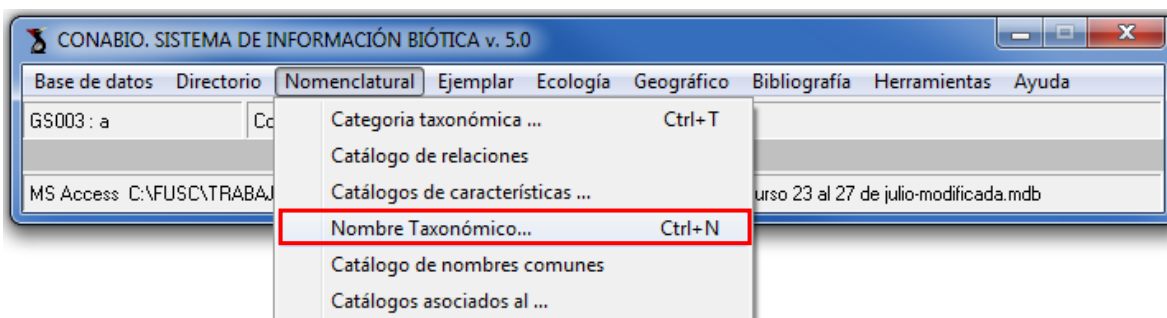 CONABIO. SISTEMA DE INFORMACIÓN BIÓTICA v. 5.0
Base de datos Directorio Nomenclatural Ejemplar Ecología Geográfico Bibliografía Herramientas Ayuda
GS003 : a
Categoria taxonómica ... Ctrl+T
Catálogo de relaciones
MS Access C:\FUSC\TRABAJ Catálogos de características ... urso 23 al 27 de julio-modificada.mdb
Nombre Taxonómico... Ctrl+N
Catálogo de nombres comunes
Catálogos asociados al ...